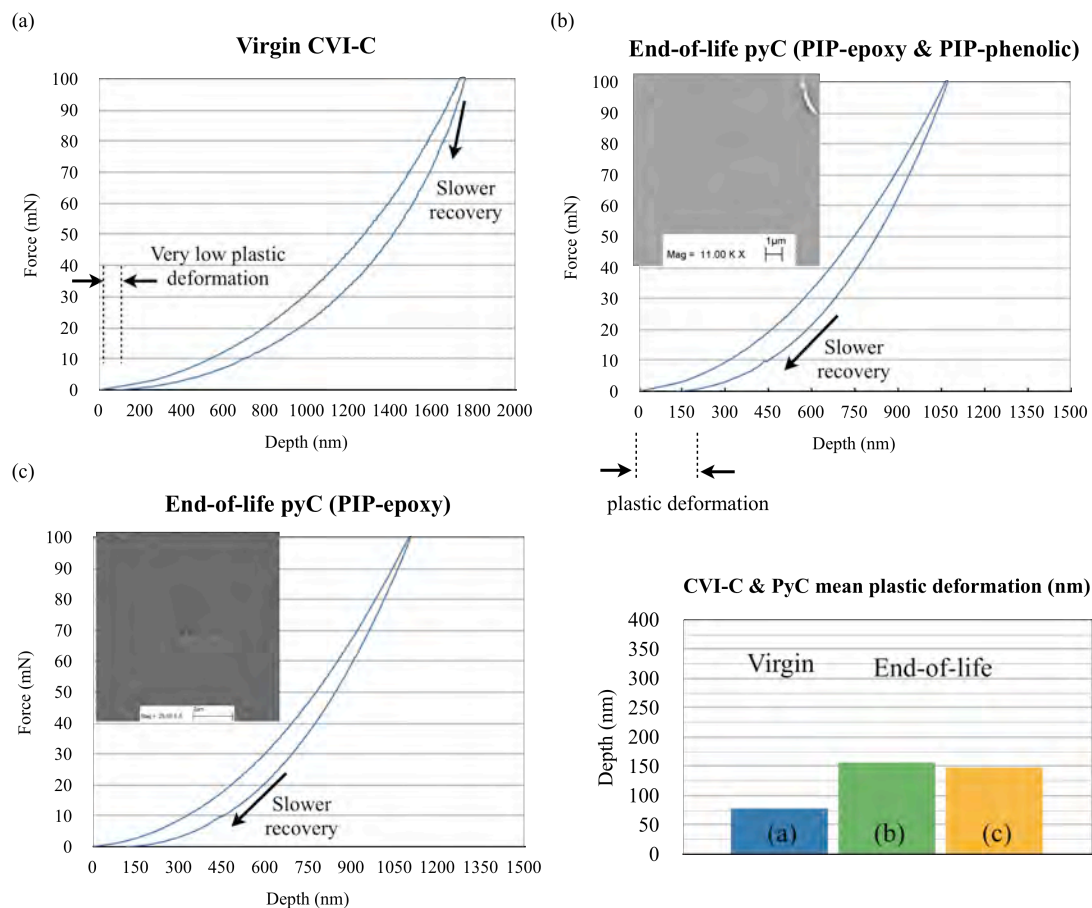 (a)
Virgin CVI-C
100
90
80
70
60
50
40
30
20
10
0
Force (mN)
Slower
recovery
Very low plastic
deformation
0 200 400 600 800 1000 1200 1400 1600 1800 2000
Depth (nm)
(b)
End-of-life pyC (PIP-epoxy & PIP-phenolic)
100
90
80
70
60
50
40
30
20
10
0
Force (mN)
1µm
Mag = 11.00 K X
Slower
recovery
0 150 300 450 600 750 900 1050 1200 1350 1500
Depth (nm)
plastic deformation
(c)
End-of-life pyC (PIP-epoxy)
100
90
80
70
60
50
40
30
20
10
0
Force (mN)
Slower
recovery
0 150 300 450 600 750 900 1050 1200 1350 1500
Depth (nm)
CVI-C & PyC mean plastic deformation (nm)
400
350
300
250
200
150
100
50
0
Depth (nm)
Virgin End-of-life
(a) (b) (c)